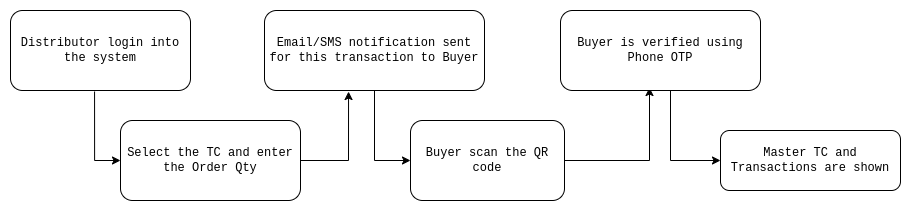 Distributor login into
the system
Select the TC and enter
the Order Qty
Email/SMS notification sent
for this transaction to Buyer
Buyer scan the QR
code
Buyer is verified using
Phone OTP
Master TC and
Transactions are shown